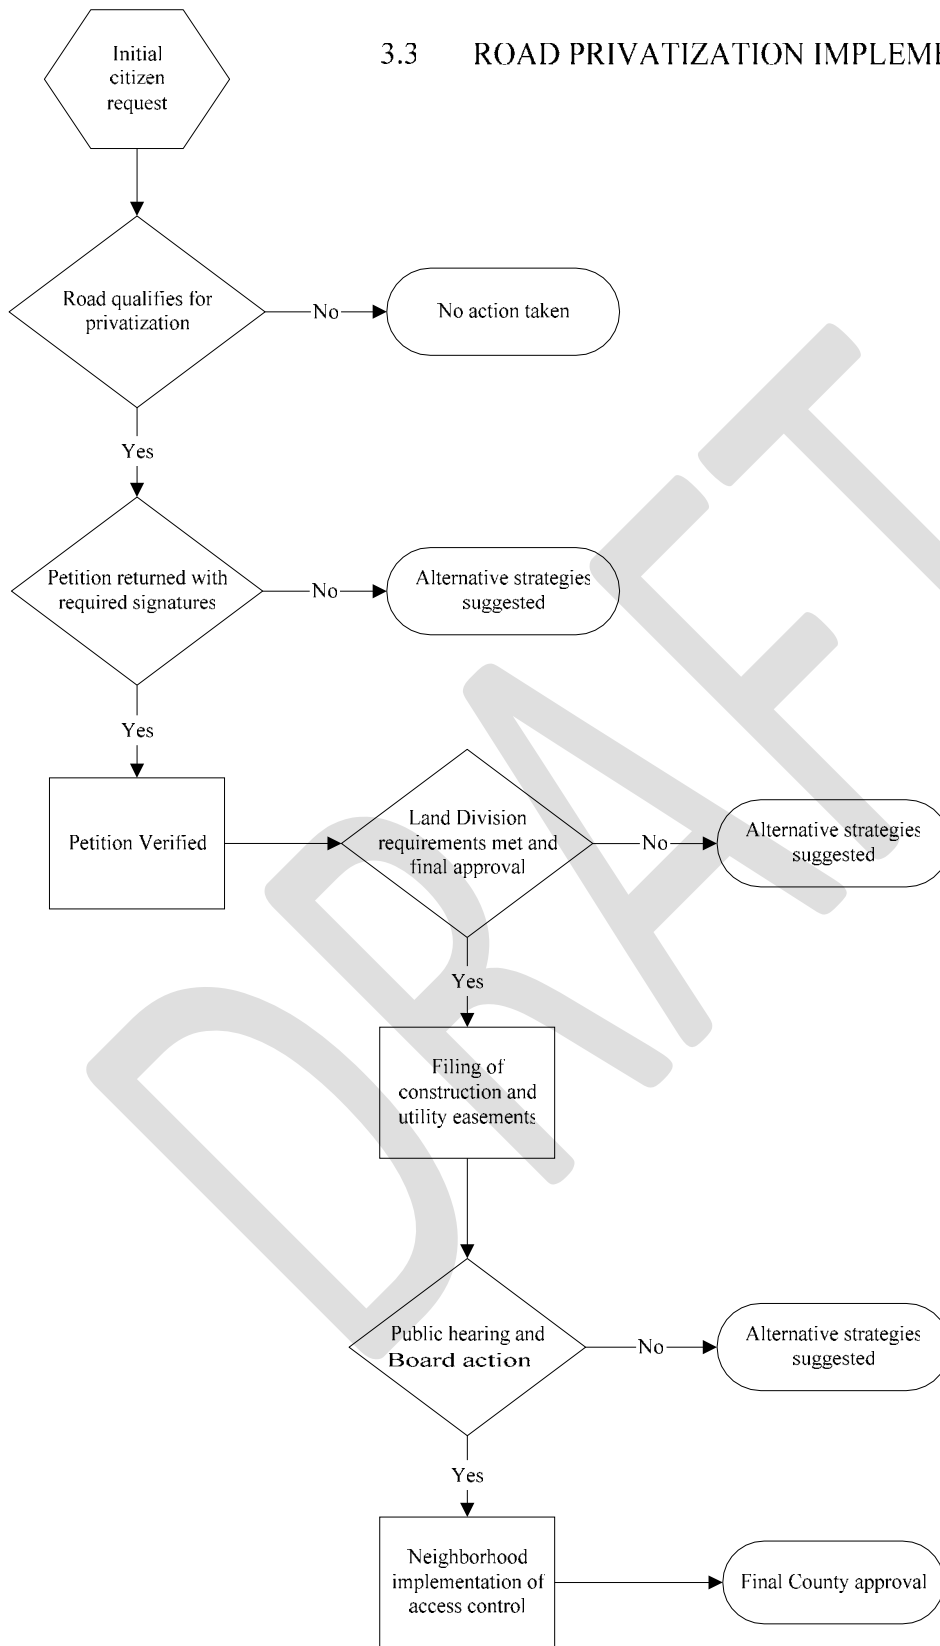 3.3 ROAD PRIVATIZATION IMPLEME
Initial
citizen
request
Road qualifies for
privatization
No
No action taken
Yes
Petition returned with
required signatures
No
Alternative strategies
suggested
Yes
Petition Verified
Land Division
requirements met and
final approval
No
Alternative strategies
suggested
Yes
Filing of
construction and
utility easements
Public hearing and
Board action
No
Alternative strategies
suggested
Yes
Neighborhood
implementation of
access control
Final County approval
DRAFT